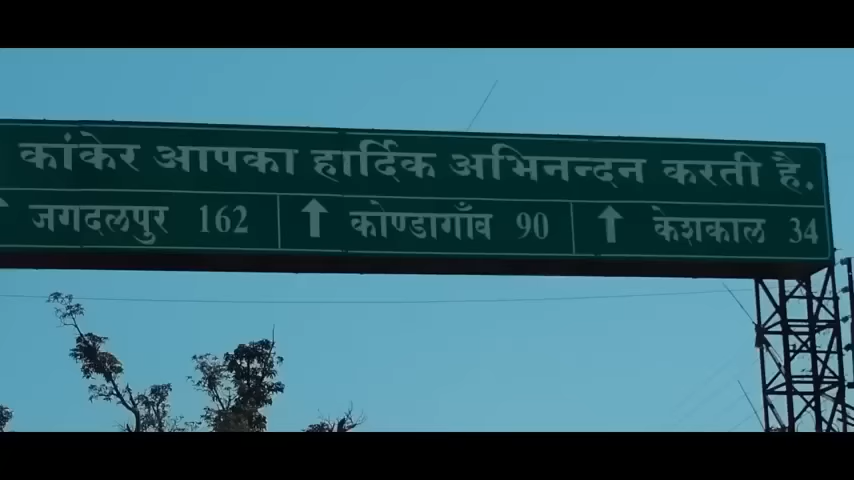 कांकेर आपका हार्दिक अभिनन्दन करती है.
जगदलपुर 162 कोण्डागाँव 90 केशकाल 34